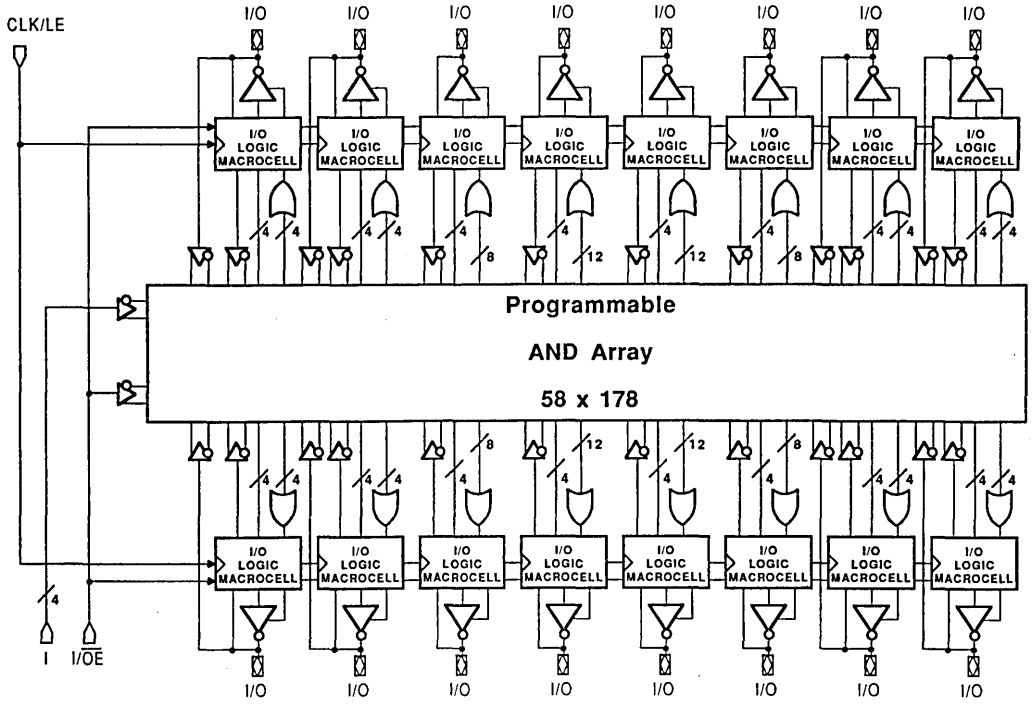 I/O I/O I/O I/O I/O I/O I/O I/O
CLK/LE
I/O I/O I/O I/O I/O I/O I/O I/O
LOGIC LOGIC LOGIC LOGIC LOGIC LOGIC LOGIC LOGIC
MACROCELL MACROCELL MACROCELL MACROCELL MACROCELL MACROCELL MACROCELL MACROCELL
4 4 4 4 4 8 4 12 4 12 4 8 4 4 4 4
Programmable
AND Array
58 x 178
8 12 12 8
4 4 4 4 4 4 4 4 4 4 4 4
I/O I/O I/O I/O I/O I/O I/O I/O
LOGIC LOGIC LOGIC LOGIC LOGIC LOGIC LOGIC LOGIC
MACROCELL MACROCELL MACROCELL MACROCELL MACROCELL MACROCELL MACROCELL MACROCELL
4
I I/O̅E̅
I/O I/O I/O I/O I/O I/O I/O I/O